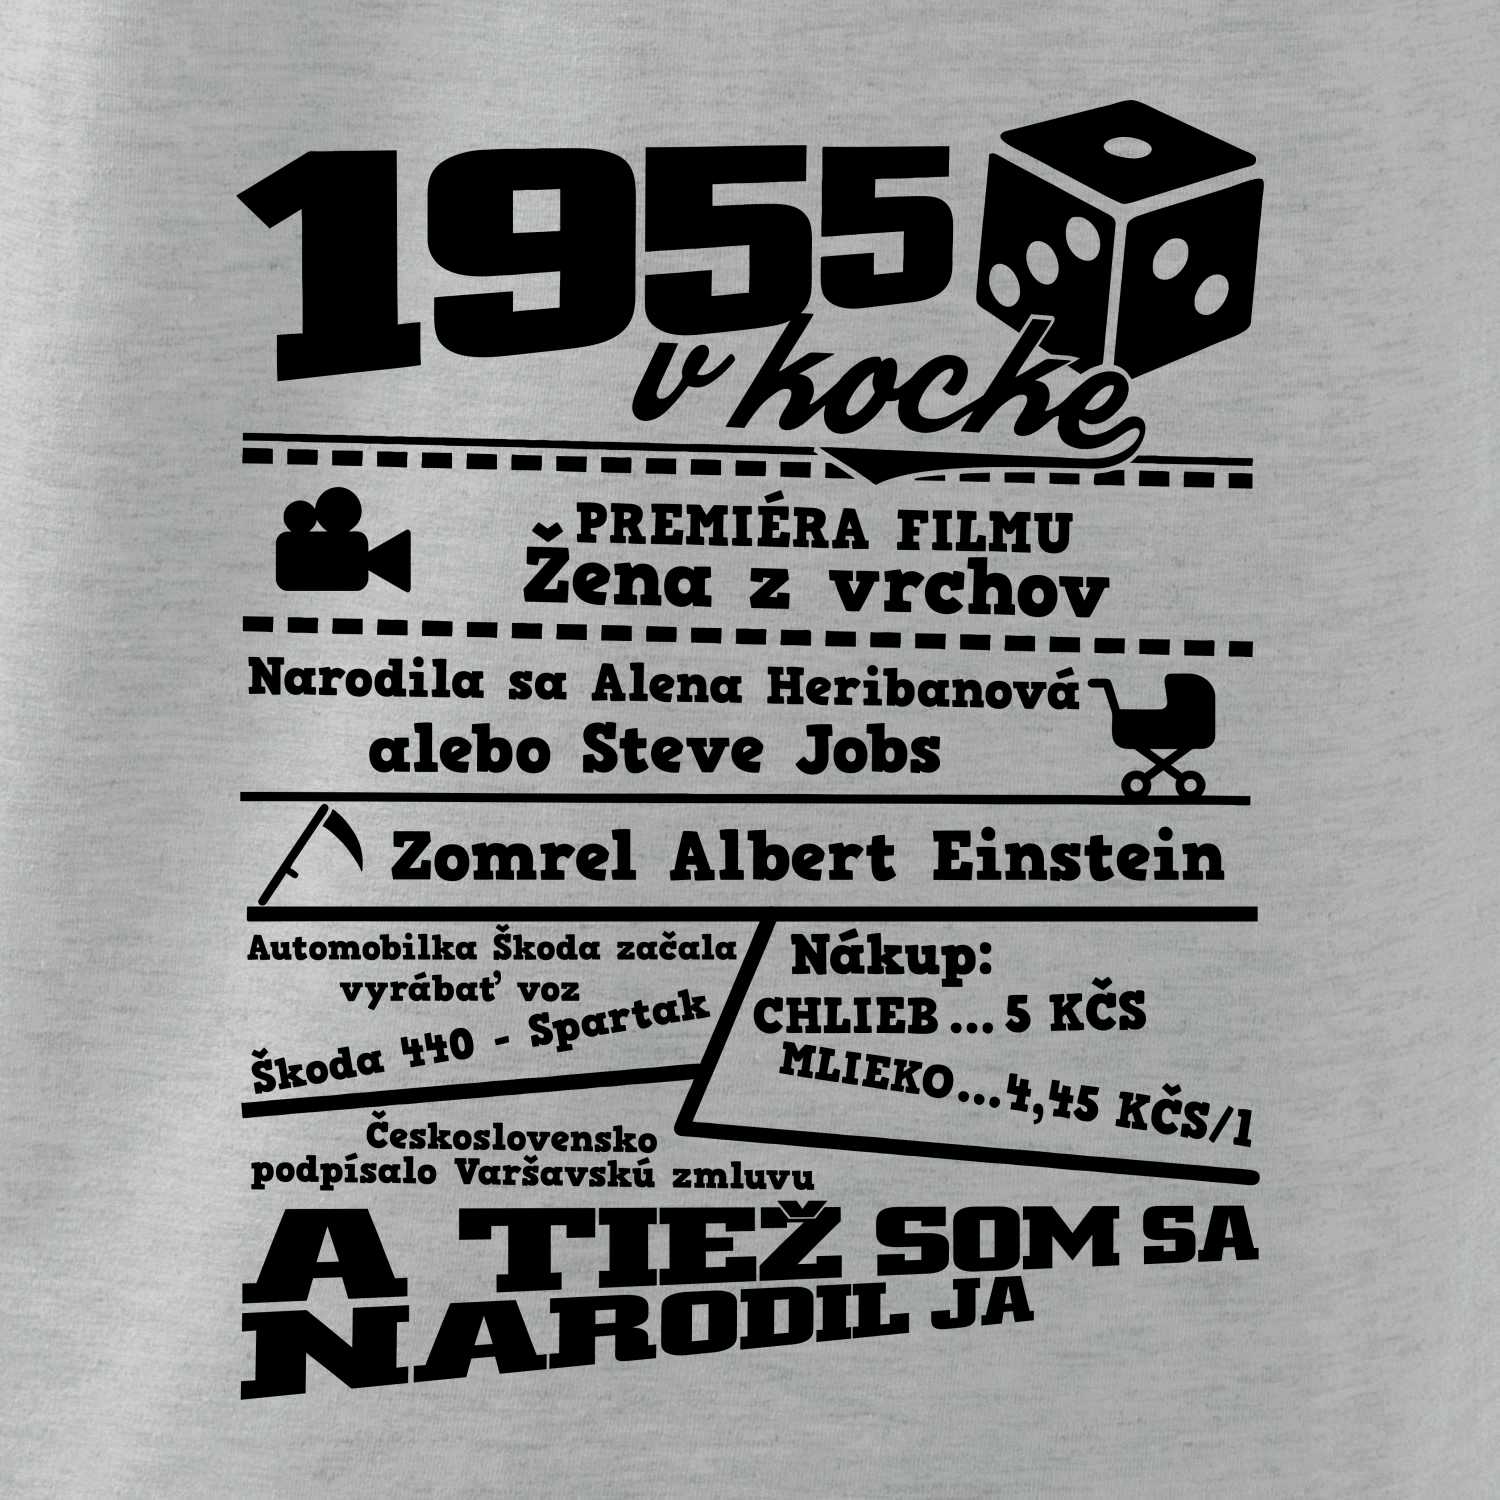 1955
v kocke
PREMIÉRA FILMU
Žena z vrchov
Narodila sa Alena Heribanová
alebo Steve Jobs
Zomrel Albert Einstein
Automobilka Škoda začala
vyrábať voz
Škoda 440 - Spartak
Nákup:
CHLIEB...5 KČS
MLIEKO...4,45 KČS/l
Československo
podpísalo Varšavskú zmluvu
A TIEŽ SOM SA
NARODIL JA